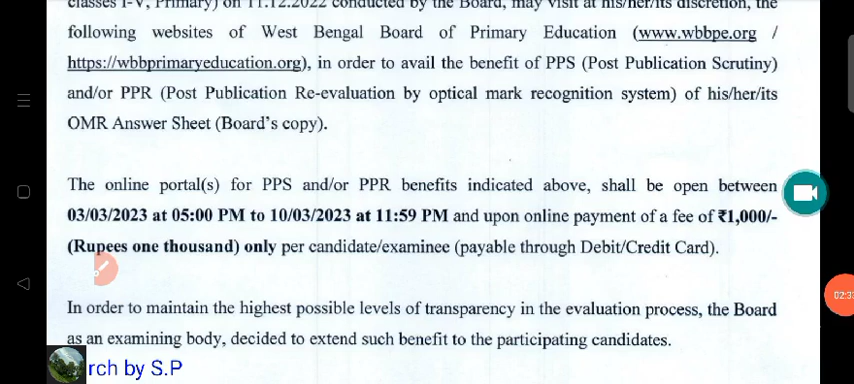 classes I-V, Primary) on 11.12.2022 conducted by the Board, may visit at his/her/its discretion, the
following websites of West Bengal Board of Primary Education (www.wbbpe.org /
https://wbbprimaryeducation.org), in order to avail the benefit of PPS (Post Publication Scrutiny)
and/or PPR (Post Publication Re-evaluation by optical mark recognition system) of his/her/its
OMR Answer Sheet (Board's copy).
The online portal(s) for PPS and/or PPR benefits indicated above, shall be open between
03/03/2023 at 05:00 PM to 10/03/2023 at 11:59 PM and upon online payment of a fee of ₹1,000/-
(Rupees one thousand) only per candidate/examinee (payable through Debit/Credit Card).
02:3
In order to maintain the highest possible levels of transparency in the evaluation process, the Board
as an examining body, decided to extend such benefit to the participating candidates.
rch by S.P